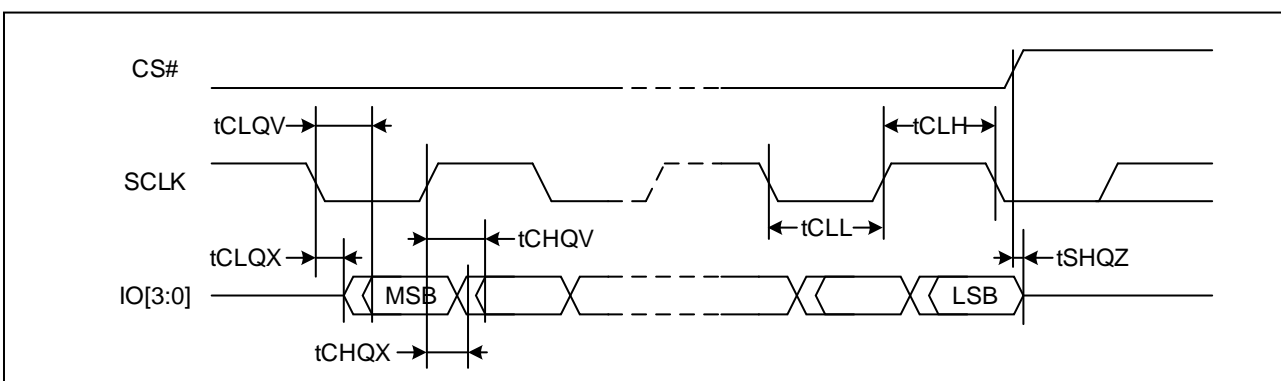 CS#
tCLQV
tCLH
SCLK
tCLL
tCHQV
tCLQX
tSHQZ
IO[3:0]
MSB
LSB
tCHQX